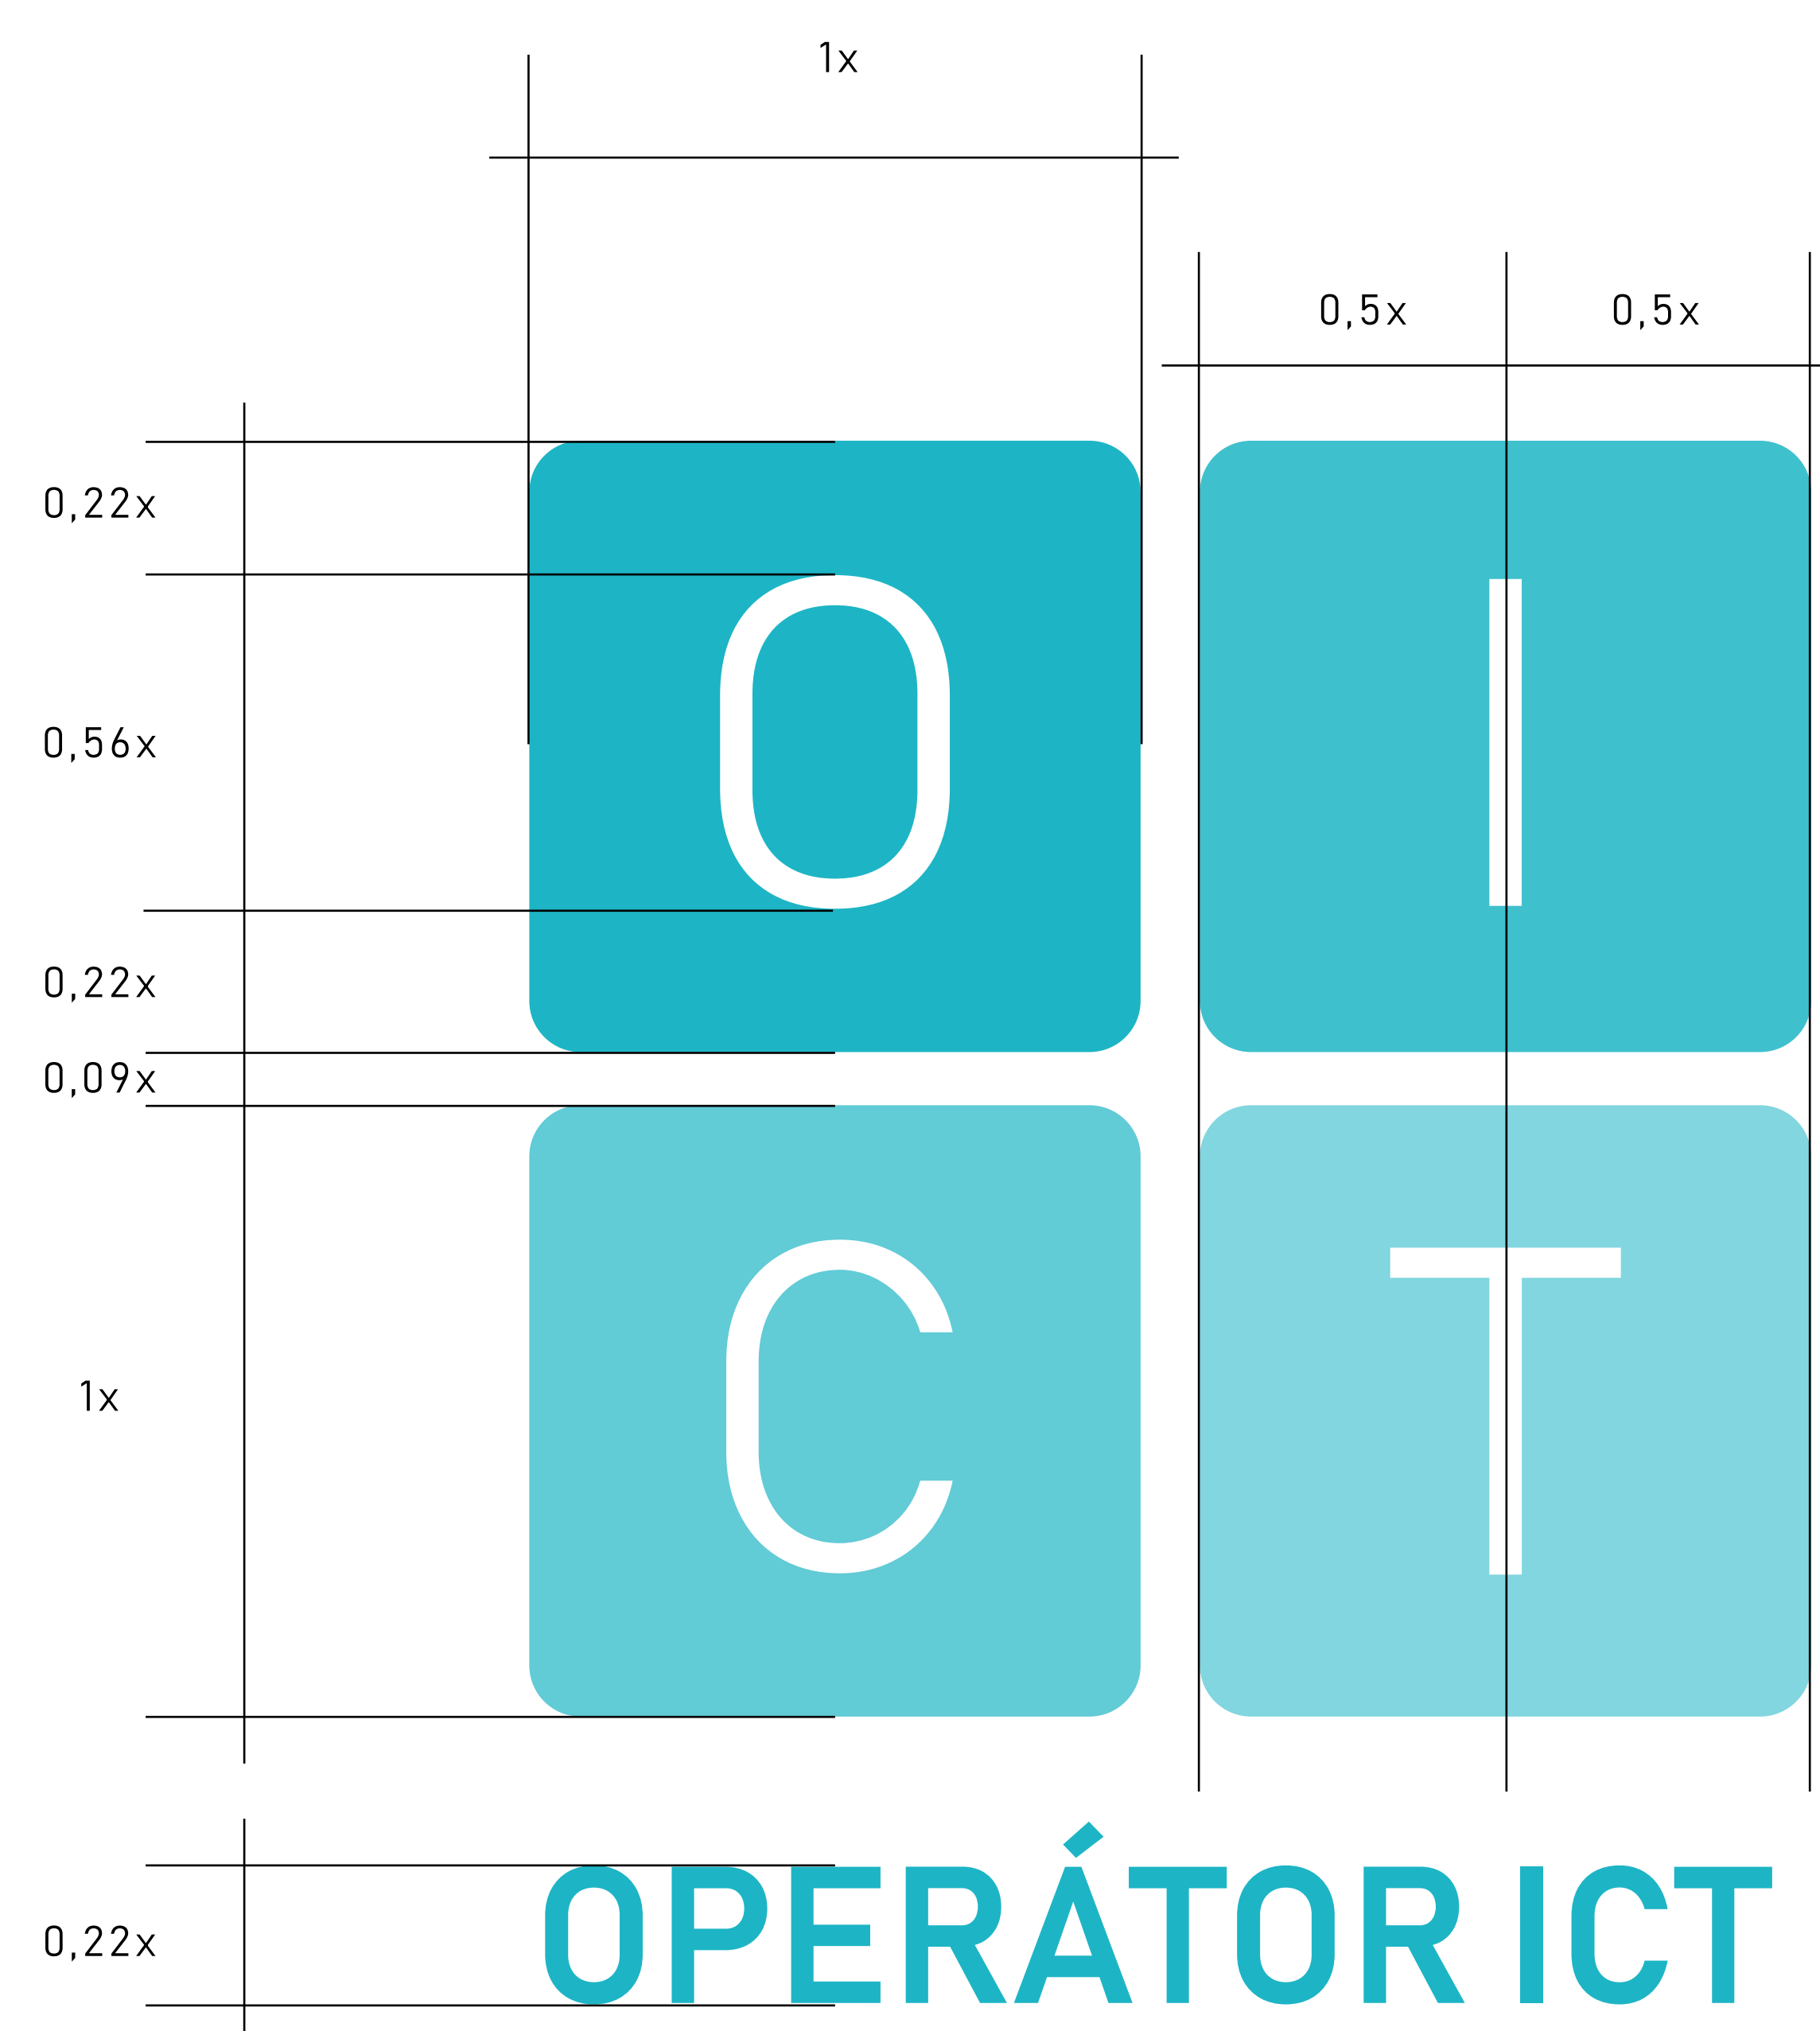 1x
0,5x 0,5x
0,22x
0,56x
O I
0,22x
0,09x
1x
C T
OPERÁTOR ICT
0,22x